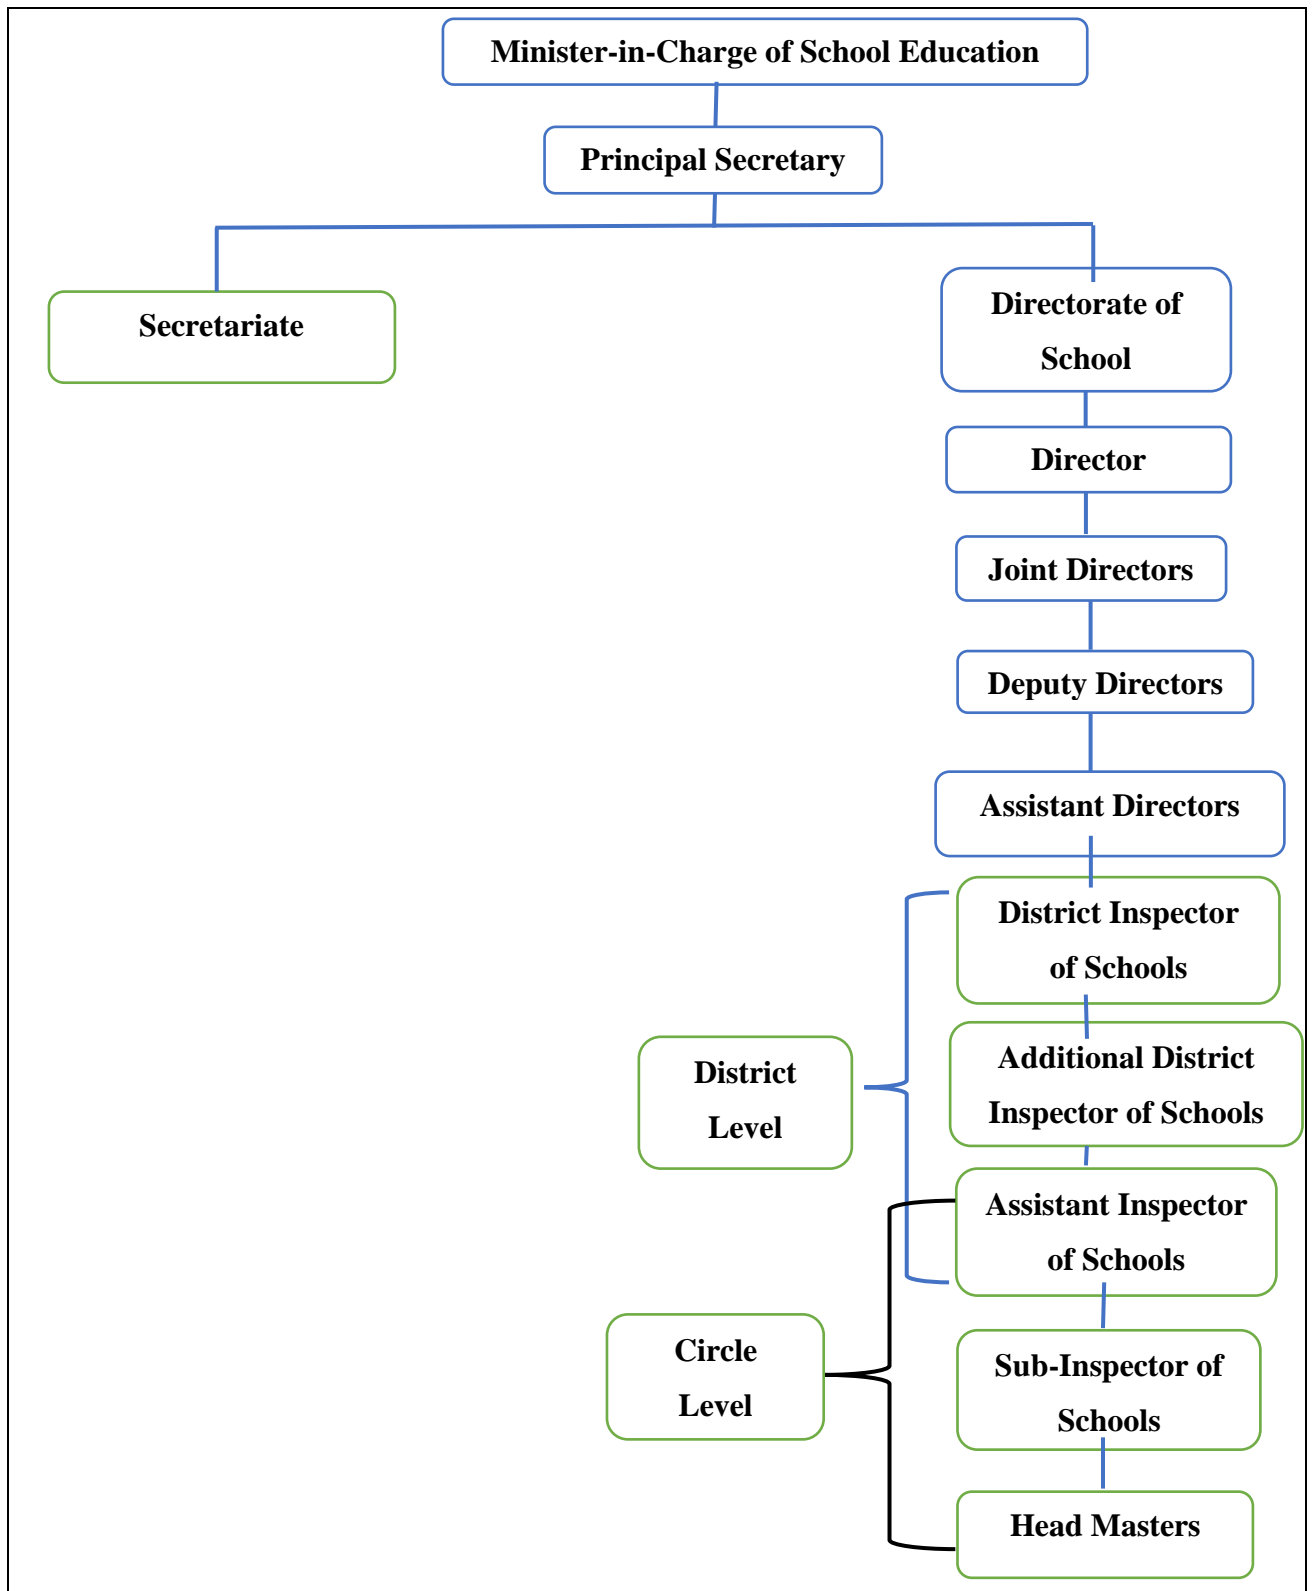 Minister-in-Charge of School Education
Principal Secretary
Secretariate
Directorate of
School
Director
Joint Directors
Deputy Directors
Assistant Directors
District Inspector
of Schools
Additional District
Inspector of Schools
District
Level
Assistant Inspector
of Schools
Circle
Level
Sub-Inspector of
Schools
Head Masters